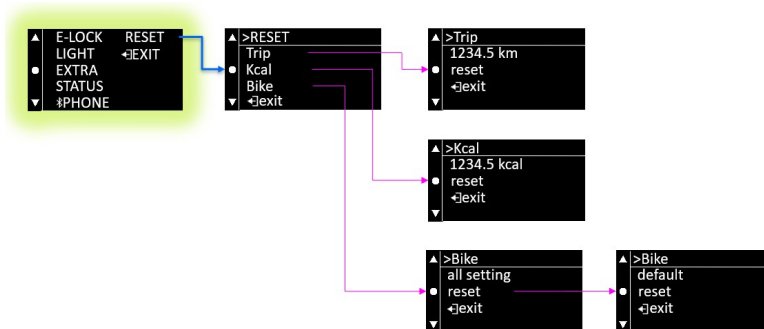 E-LOCK RESET
LIGHT EXIT
EXTRA
STATUS
PHONE
>RESET
Trip
Kcal
Bike
exit
>Trip
1234.5 km
reset
exit
>Kcal
1234.5 kcal
reset
exit
>Bike
all setting
reset
exit
>Bike
default
reset
exit